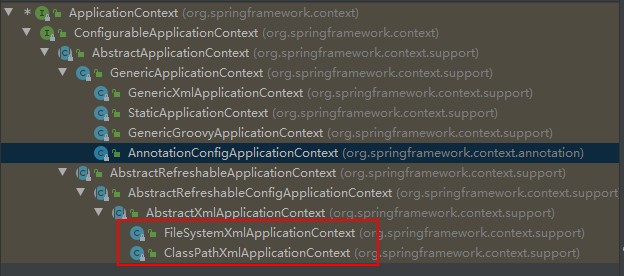 * ApplicationContext (org.springframework.context)
ConfigurableApplicationContext (org.springframework.context)
AbstractApplicationContext (org.springframework.context.support)
GenericApplicationContext (org.springframework.context.support)
GenericXmlApplicationContext (org.springframework.context.support)
StaticApplicationContext (org.springframework.context.support)
GenericGroovyApplicationContext (org.springframework.context.support)
AnnotationConfigApplicationContext (org.springframework.context.annotation)
AbstractRefreshableApplicationContext (org.springframework.context.support)
AbstractRefreshableConfigApplicationContext (org.springframework.context.support)
AbstractXmlApplicationContext (org.springframework.context.support)
FileSystemXmlApplicationContext (org.springframework.context.support)
ClassPathXmlApplicationContext (org.springframework.context.support)